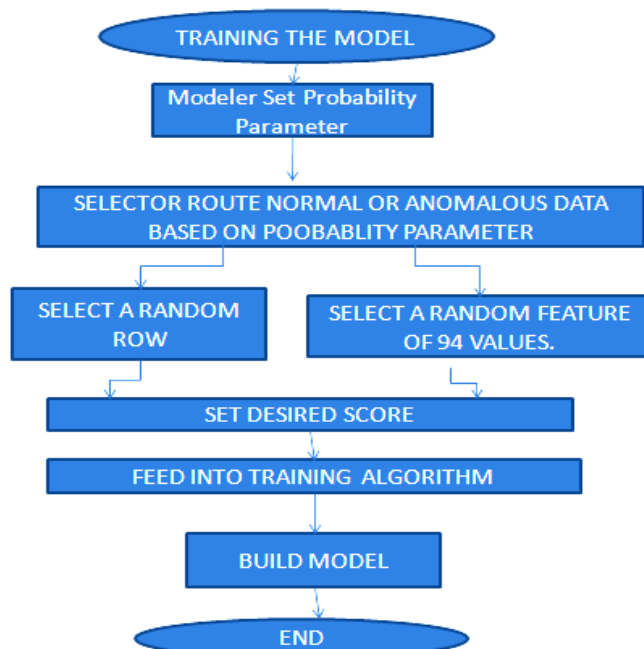 TRAINING THE MODEL
Modeler Set Probability
Parameter
SELECTOR ROUTE NORMAL OR ANOMALOUS DATA
BASED ON POOBABLITY PARAMETER
SELECT A RANDOM
ROW
SELECT A RANDOM FEATURE
OF 94 VALUES.
SET DESIRED SCORE
FEED INTO TRAINING ALGORITHM
BUILD MODEL
END